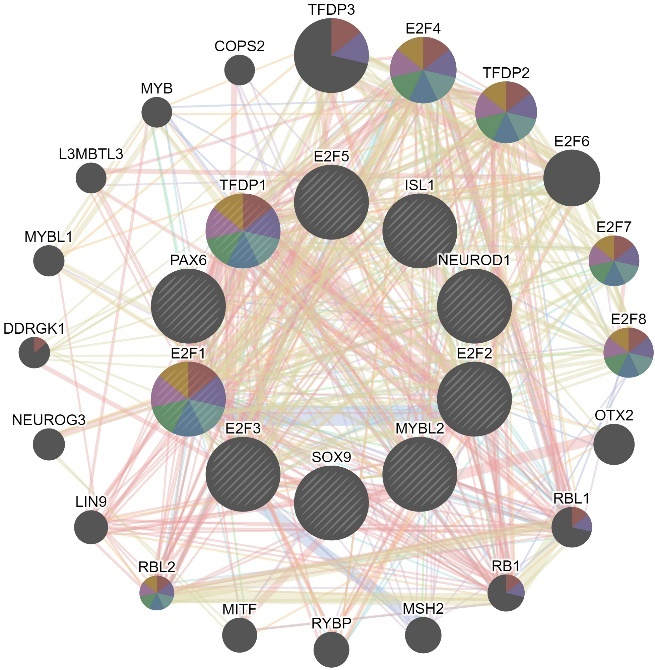 TFDP3
E2F4
COPS2
TFDP2
MYB
E2F6
L3MBTL3
E2F5
TFDP1
ISL1
MYBL1
E2F7
PAX6
NEUROD1
DDRGK1
E2F8
E2F1
E2F2
NEUROG3
OTX2
E2F3
MYBL2
SOX9
LIN9
RBL1
RBL2
RB1
MITF
RYBP
MSH2